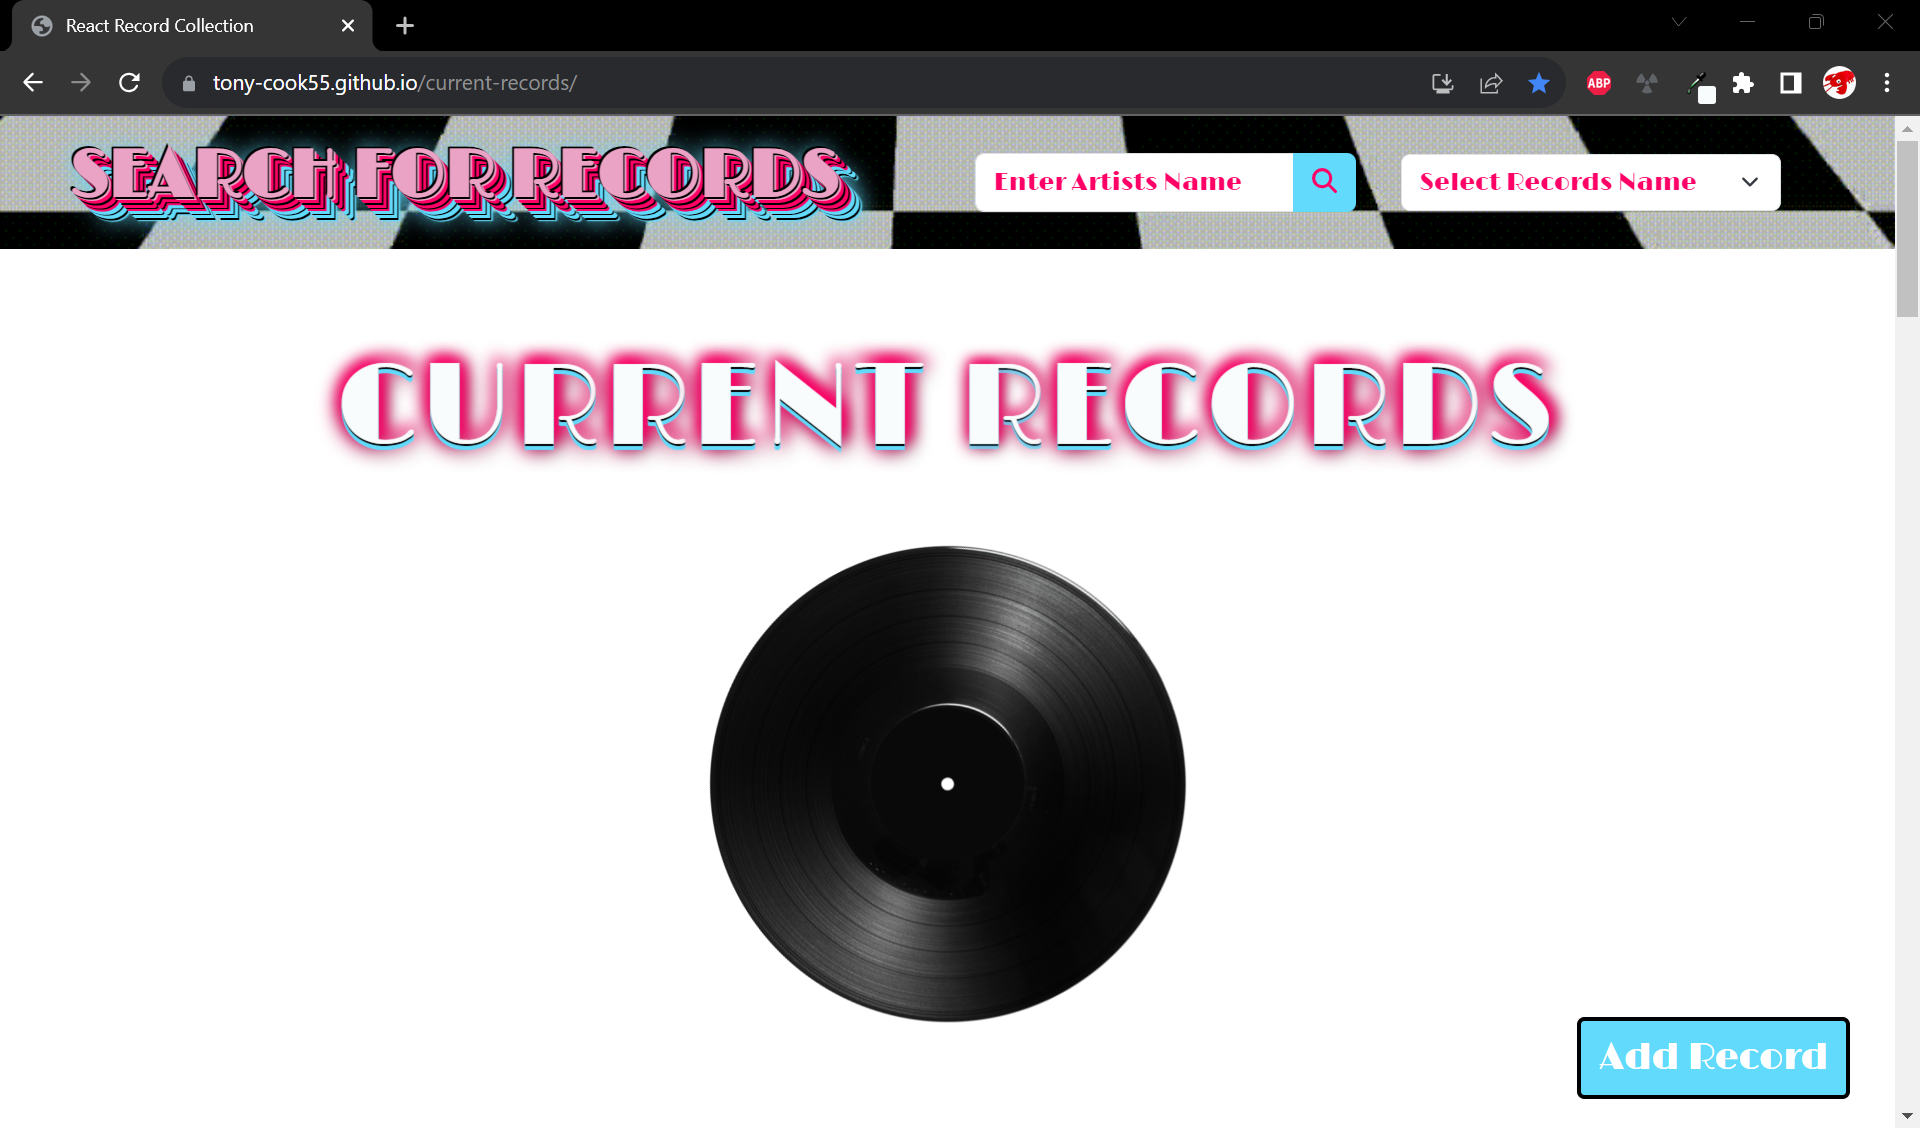 React Record Collection
tony-cook55.github.io/current-records/
ABP
SEARCH FOR RECORDS
Enter Artists Name
Select Records Name
CURRENT RECORDS
Add Record